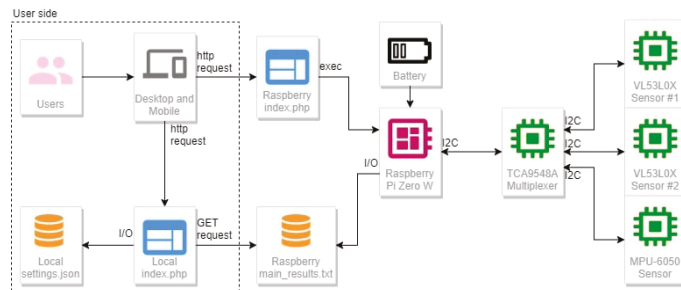 User side
Users
Desktop and
Mobile
http
request
Raspberry
index.php
exec
Battery
VL53L0X
Sensor #1
I2C
http
request
I/O
Raspberry
Pi Zero W
I2C
TCA9548A
Multiplexer
I2C
I2C
VL53L0X
Sensor #2
Local
settings.json
I/O
Local
index.php
GET
request
Raspberry
main_results.txt
MPU-6050
Sensor